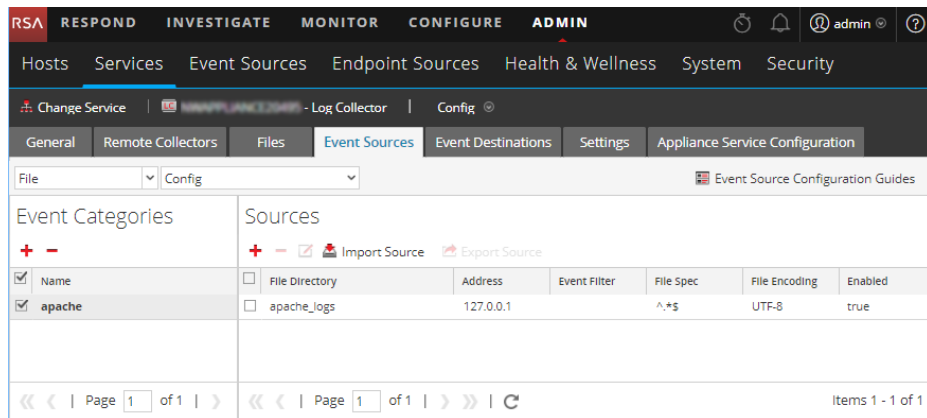 RSA RESPOND INVESTIGATE MONITOR CONFIGURE ADMIN admin ?
Hosts Services Event Sources Endpoint Sources Health & Wellness System Security
Change Service | LC - Log Collector | Config
General Remote Collectors Files Event Sources Event Destinations Settings Appliance Service Configuration
File Config Event Source Configuration Guides
Event Categories Sources
Import Source Export Source
Name File Directory Address Event Filter File Spec File Encoding Enabled
apache apache_logs 127.0.0.1 ^.*$ UTF-8 true
| Page 1 of 1 | | Page 1 of 1 | | Items 1 - 1 of 1